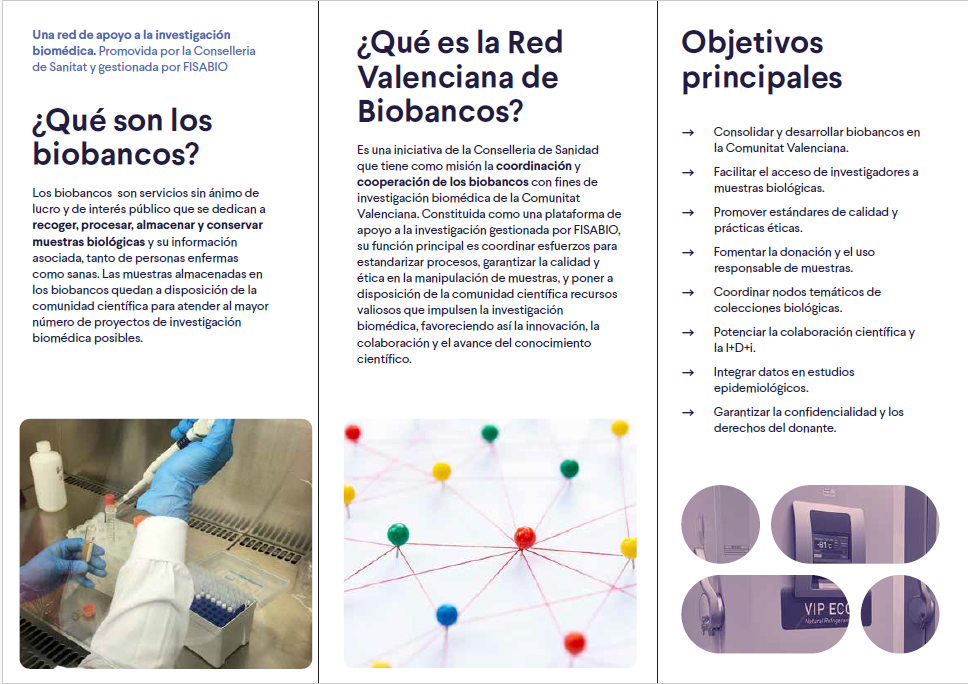 Una red de apoyo a la investigación
biomédica. Promovida por la Conselleria
de Sanitat y gestionada por FISABIO
¿Qué son los
biobancos?
Los biobancos son servicios sin ánimo de
lucro y de interés público que se dedican a
recoger, procesar, almacenar y conservar
muestras biológicas y su información
asociada, tanto de personas enfermas
como sanas. Las muestras almacenadas en
los biobancos quedan a disposición de la
comunidad científica para atender al mayor
número de proyectos de investigación
biomédica posibles.
¿Qué es la Red
Valenciana de
Biobancos?
Es una iniciativa de la Conselleria de Sanidad
que tiene como misión la coordinación y
cooperación de los biobancos con fines de
investigación biomédica de la Comunitat
Valenciana. Constituida como una plataforma de
apoyo a la investigación gestionada por FISABIO,
su función principal es coordinar esfuerzos para
estandarizar procesos, garantizar la calidad y
ética en la manipulación de muestras, y poner a
disposición de la comunidad científica recursos
valiosos que impulsen la investigación
biomédica, favoreciendo así la innovación, la
colaboración y el avance del conocimiento
científico.
Objetivos
principales
→ Consolidar y desarrollar biobancos en
la Comunitat Valenciana.
→ Facilitar el acceso de investigadores a
muestras biológicas.
→ Promover estándares de calidad y
prácticas éticas.
→ Fomentar la donación y el uso
responsable de muestras.
→ Coordinar nodos temáticos de
colecciones biológicas.
→ Potenciar la colaboración científica y
la I+D+i.
→ Integrar datos en estudios
epidemiológicos.
→ Garantizar la confidencialidad y los
derechos del donante.
-81°c
VIP ECO
Natural Refrigeran